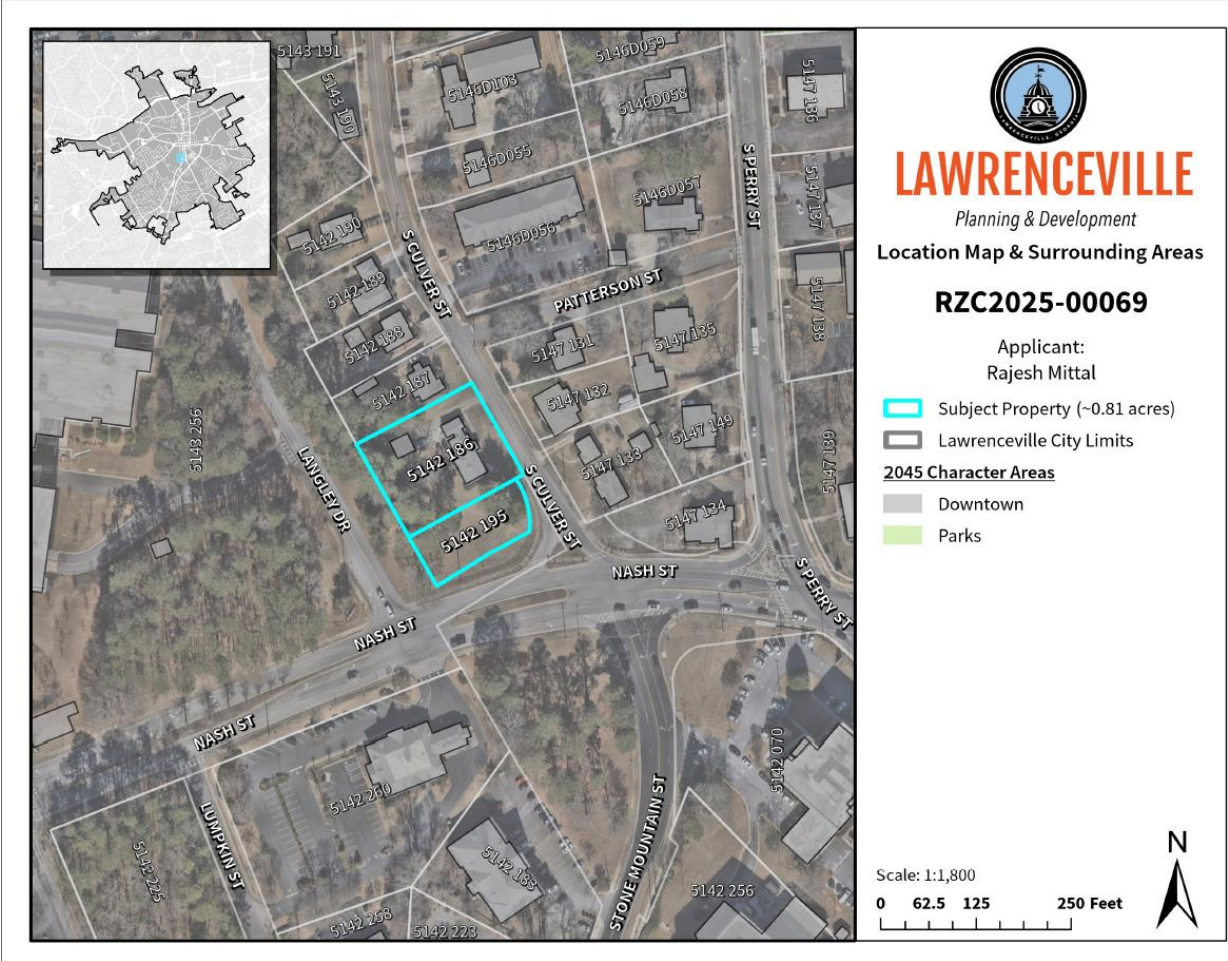 5143 191
5143 190
5146D103
5146D059
5146D058
5147 136
5146D055
5146D057
S PERRY ST
5147 137
5142 190
5146D056
S CULVER ST
5142 189
PATTERSON ST
5147 138
5142 188
5147 131
5147 135
5142 187
5147 132
5143 256
5142 186
5147 149
5147 133
5147 139
LANGLEY DR
S CULVER ST
5142 195
5147 134
NASH ST
S PERRY ST
NASH ST
NASH ST
5142 070
5142 260
LUMPKIN ST
5142 225
5142 183
STONE MOUNTAIN ST
5142 256
5142 258
5142 223
LAWRENCEVILLE, GEORGIA
LAWRENCEVILLE
Planning & Development
Location Map & Surrounding Areas
RZC2025-00069
Applicant:
Rajesh Mittal
Subject Property (~0.81 acres)
Lawrenceville City Limits
2045 Character Areas
Downtown
Parks
N
Scale: 1:1,800
0 62.5 125 250 Feet